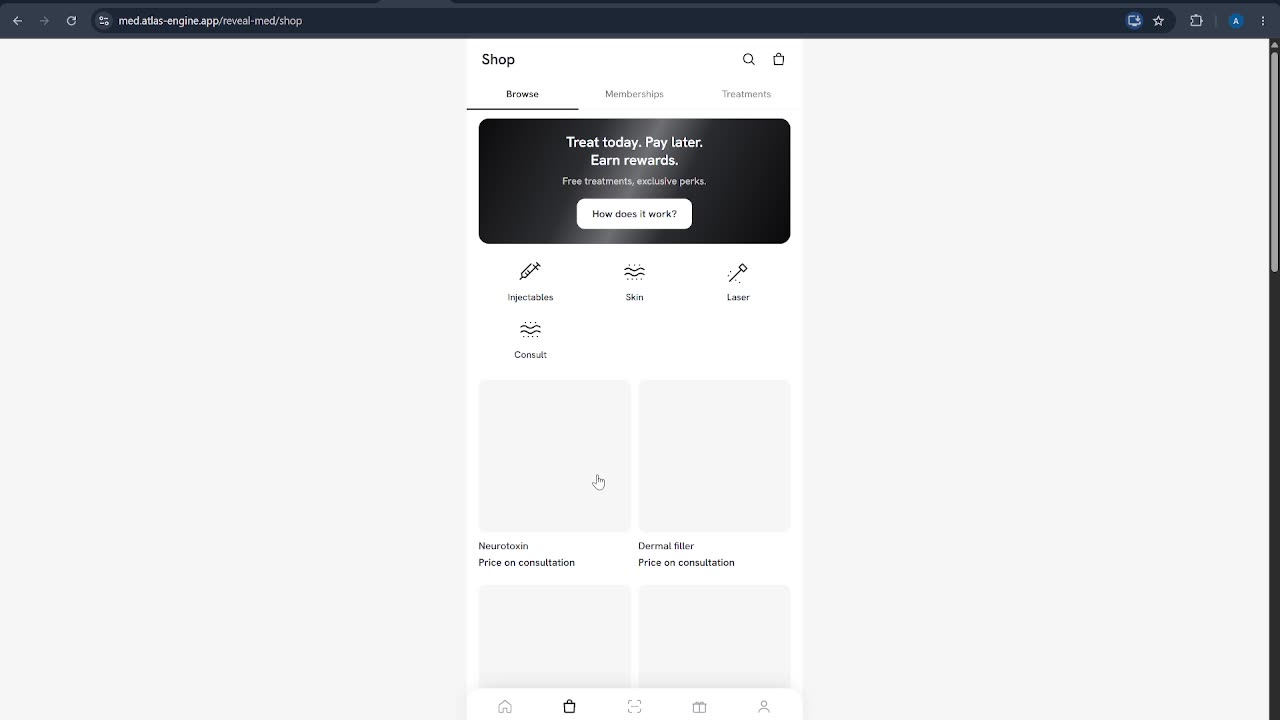 med.atlas-engine.app/reveal-med/shop
A
Shop
Browse
Memberships
Treatments
Treat today. Pay later.
Earn rewards.
Free treatments, exclusive perks.
How does it work?
Injectables
Skin
Laser
Consult
Neurotoxin
Dermal filler
Price on consultation
Price on consultation